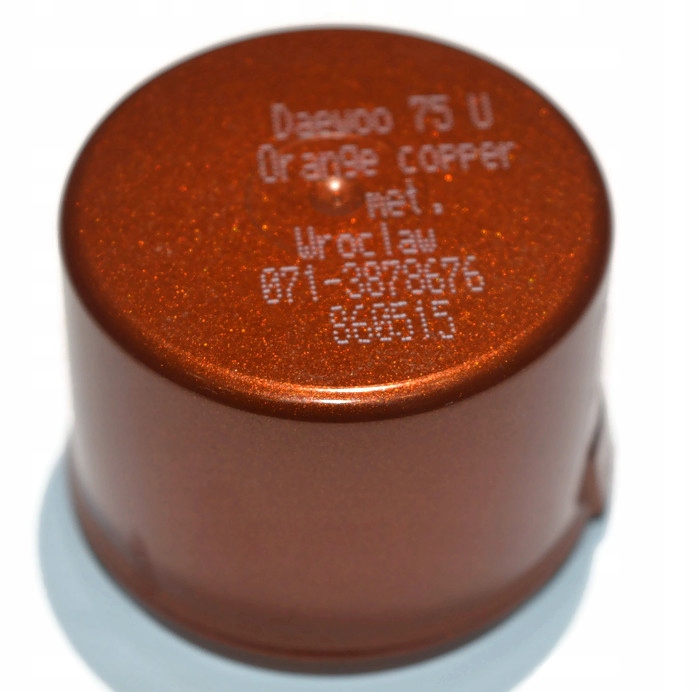 Daewoo 75 U
Orange copper
met.
Wroclaw
071-3878676
860515